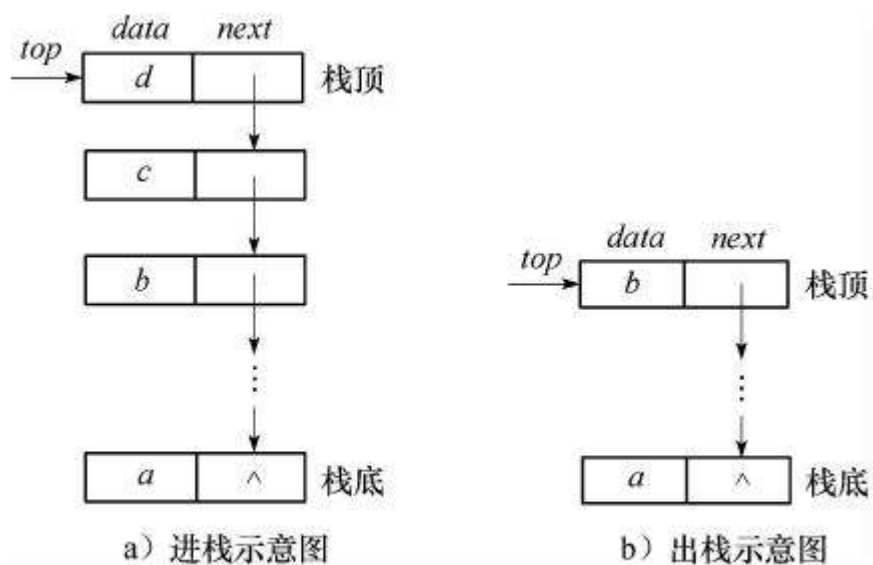 data next
top
d
栈顶
c
b
⋮
a ^ 栈底
a）进栈示意图
data next
top
b
栈顶
⋮
a ^ 栈底
b）出栈示意图